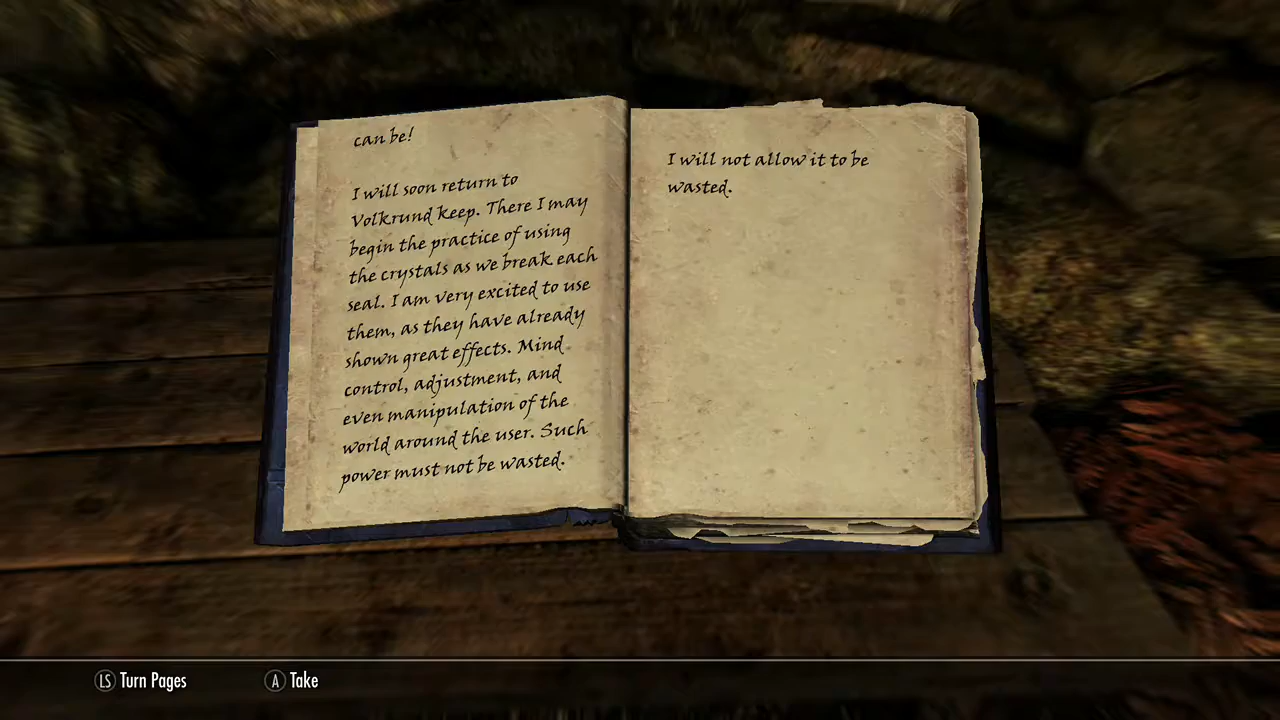 can be!
I will soon return to
Volkrund keep. There I may
begin the practice of using
the crystals as we break each
seal. I am very excited to use
them, as they have already
shown great effects. Mind
control, adjustment, and
even manipulation of the
world around the user. Such
power must not be wasted.
I will not allow it to be
wasted.
LS Turn Pages
A Take